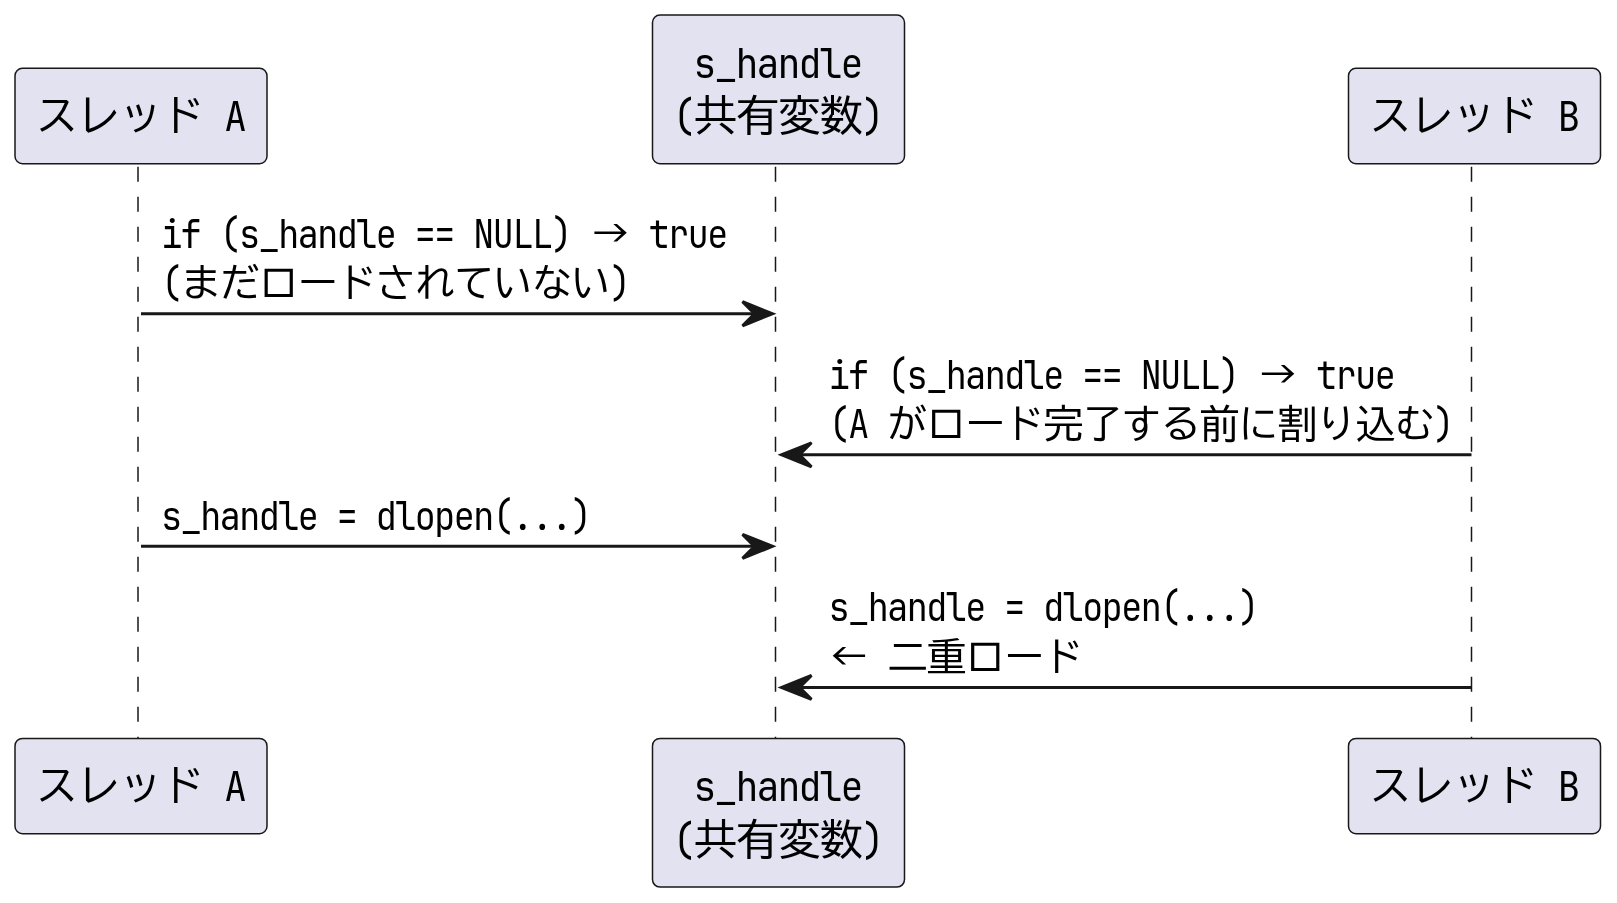 スレッド A
s_handle
(共有変数)
スレッド B
if (s_handle == NULL) → true
(まだロードされていない)
if (s_handle == NULL) → true
(A がロード完了する前に割り込む)
s_handle = dlopen(...)
s_handle = dlopen(...)
← 二重ロード
スレッド A
s_handle
(共有変数)
スレッド B